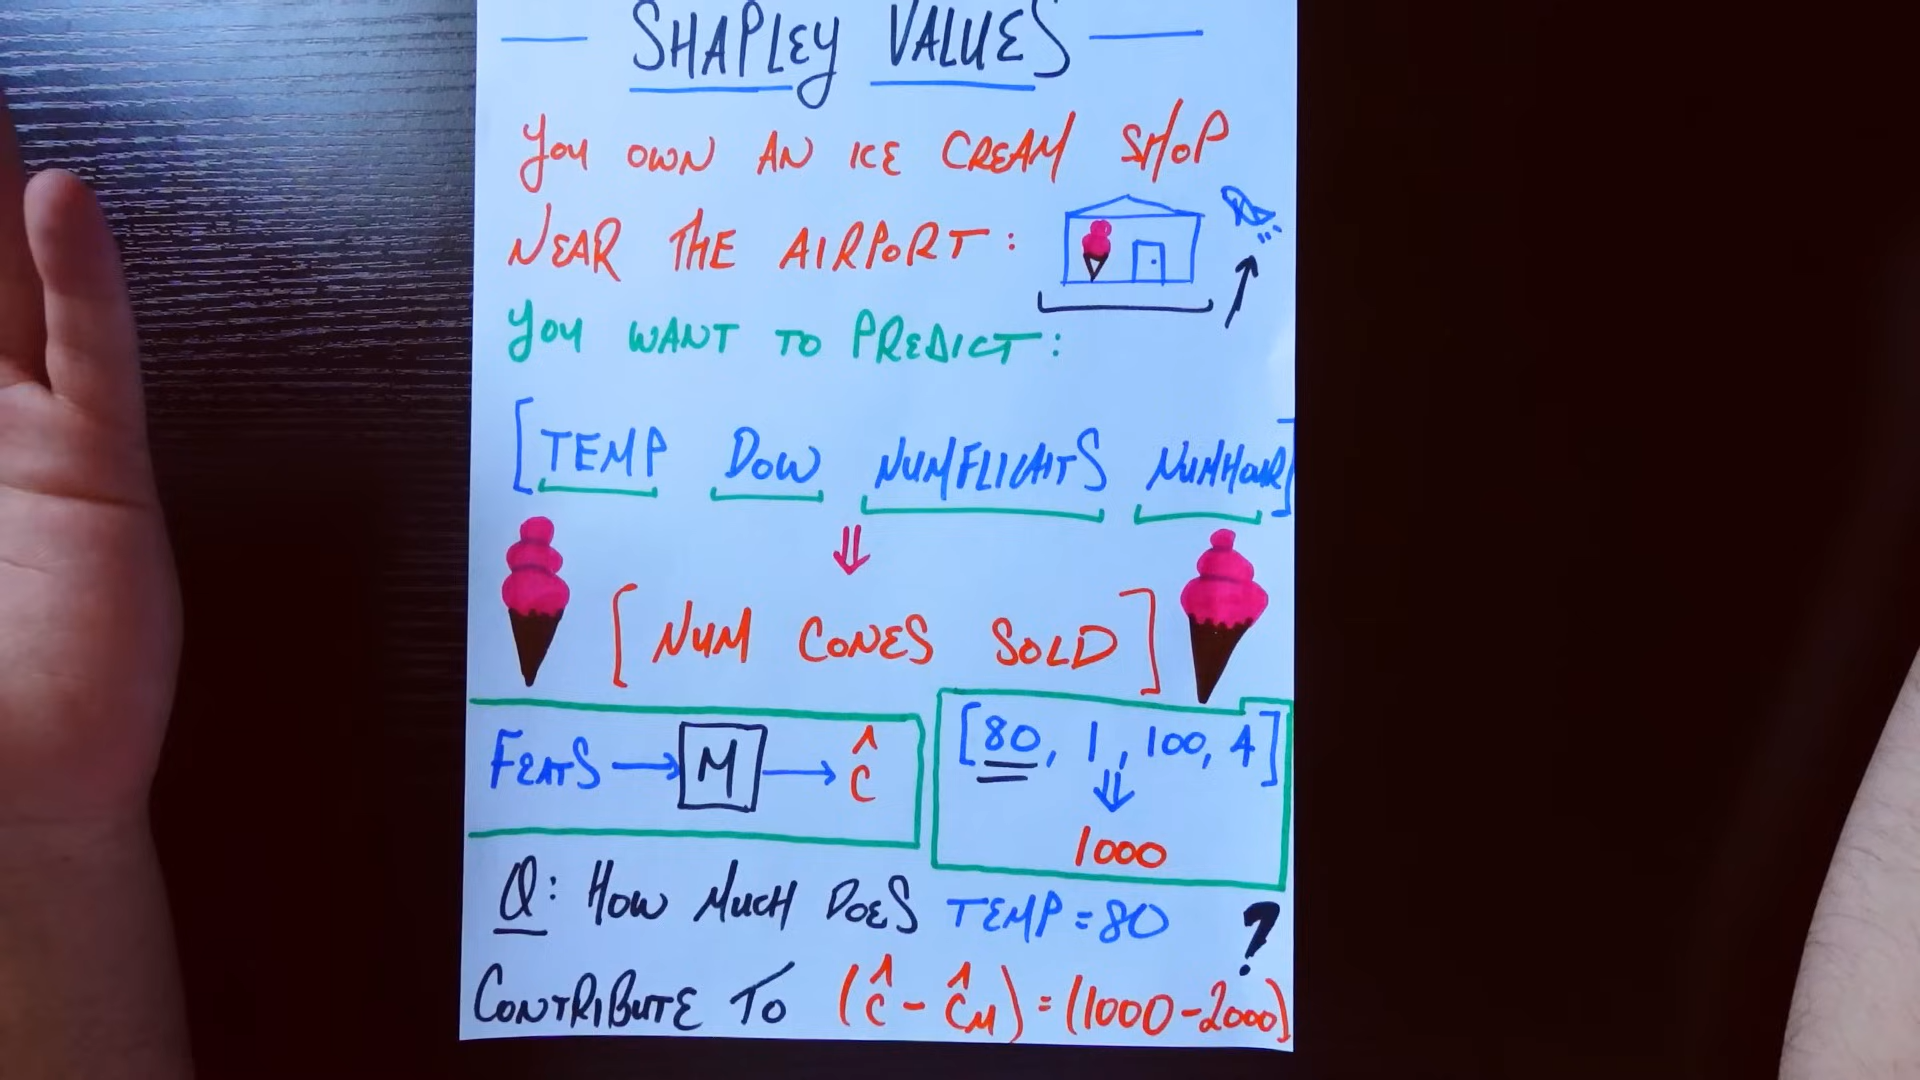 SHAPLEY VALUES
YOU OWN AN ICE CREAM SHOP
NEAR THE AIRPORT:
YOU WANT TO PREDICT:
[TEMP DOW NUMFLIGHTS NUMHOUR]
⇓
[NUM CONES SOLD]
FEATS → M → Ĉ
[80, 1, 100, 4]
⇓
1000
Q: HOW MUCH DOES TEMP=80
CONTRIBUTE TO (Ĉ - ĈM) = (1000-2000)?